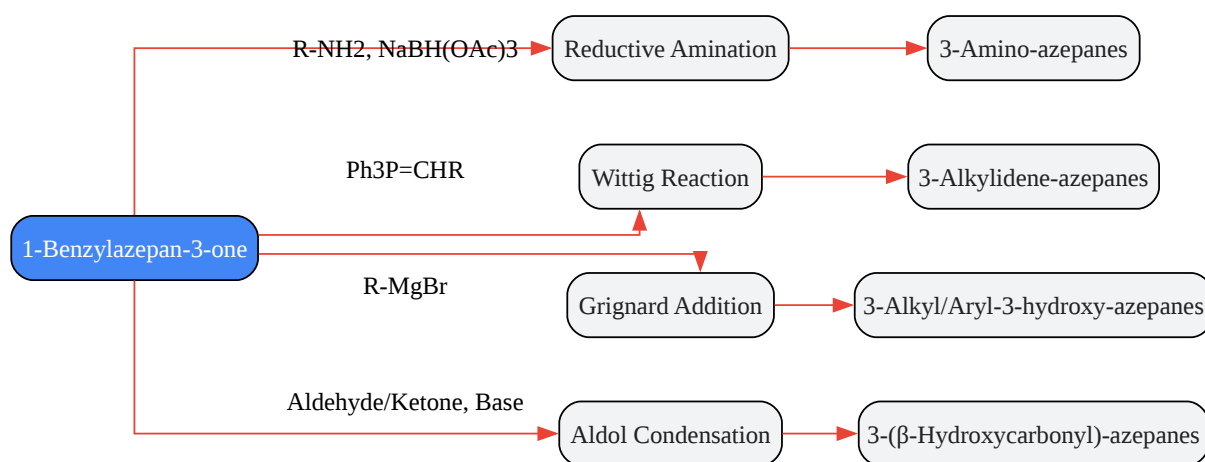 R-NH2, NaBH(OAc)3
Reductive Amination
3-Amino-azepanes
Ph3P=CHR
Wittig Reaction
3-Alkylidene-azepanes
1-Benzylazepan-3-one
R-MgBr
Grignard Addition
3-Alkyl/Aryl-3-hydroxy-azepanes
Aldehyde/Ketone, Base
Aldol Condensation
3-(β-Hydroxycarbonyl)-azepanes